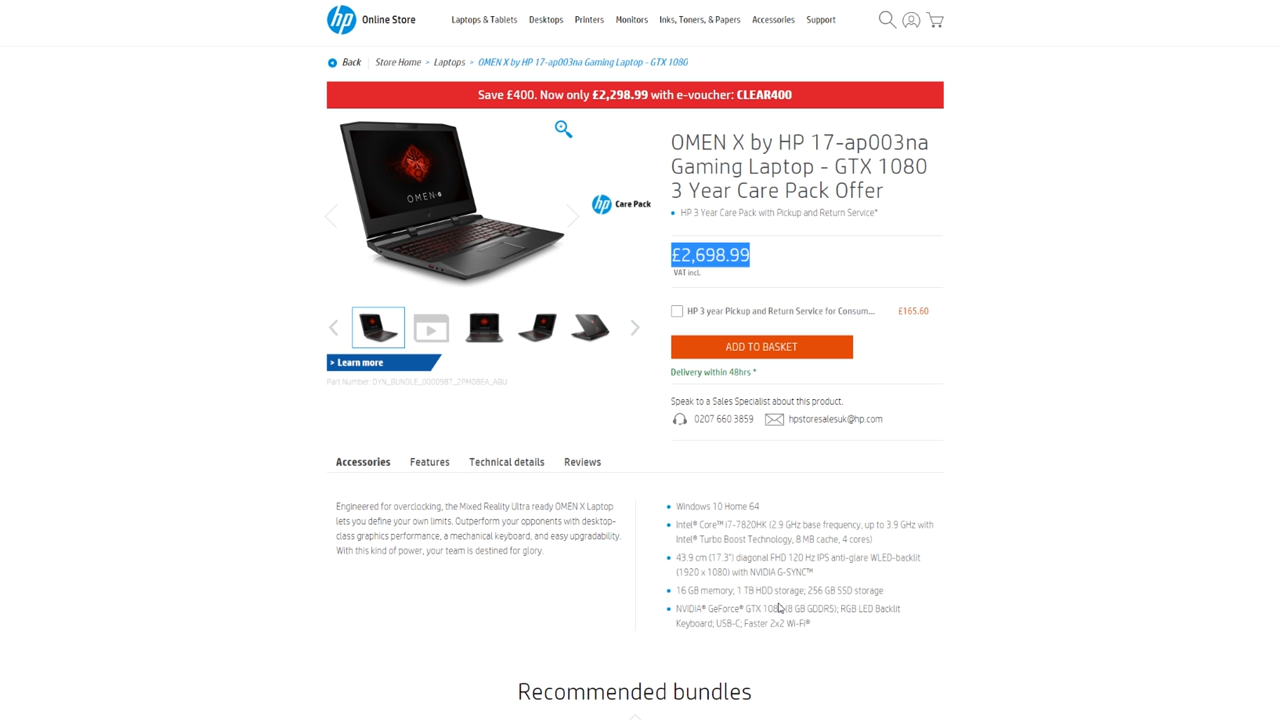 hp Online Store
Laptops & Tablets Desktops Printers Monitors Inks, Toners, & Papers Accessories Support
Back Store Home > Laptops > OMEN X by HP 17-ap003na Gaming Laptop - GTX 1080
Save £400. Now only £2,298.99 with e-voucher: CLEAR400
OMEN X by HP 17-ap003na
Gaming Laptop - GTX 1080
3 Year Care Pack Offer
OMEN
hp Care Pack
HP 3 Year Care Pack with Pickup and Return Service*
£2,698.99
VAT incl.
HP 3 year Pickup and Return Service for Consum... £165.60
ADD TO BASKET
> Learn more
Delivery within 48hrs *
Part Number: DYN_BUNDLE_0000987_2PM08EA_ABU
Speak to a Sales Specialist about this product.
0207 660 3859 hpstoresalesuk@hp.com
Accessories Features Technical details Reviews
Engineered for overclocking, the Mixed Reality Ultra ready OMEN X Laptop
lets you define your own limits. Outperform your opponents with desktop-
class graphics performance, a mechanical keyboard, and easy upgradability.
With this kind of power, your team is destined for glory.
Windows 10 Home 64
Intel® Core™ i7-7820HK (2.9 GHz base frequency, up to 3.9 GHz with
Intel® Turbo Boost Technology, 8 MB cache, 4 cores)
43.9 cm (17.3") diagonal FHD 120 Hz IPS anti-glare WLED-backlit
(1920 x 1080) with NVIDIA G-SYNC™
16 GB memory; 1 TB HDD storage; 256 GB SSD storage
NVIDIA® GeForce® GTX 1080 (8 GB GDDR5); RGB LED Backlit
Keyboard; USB-C; Faster 2x2 Wi-Fi®
Recommended bundles